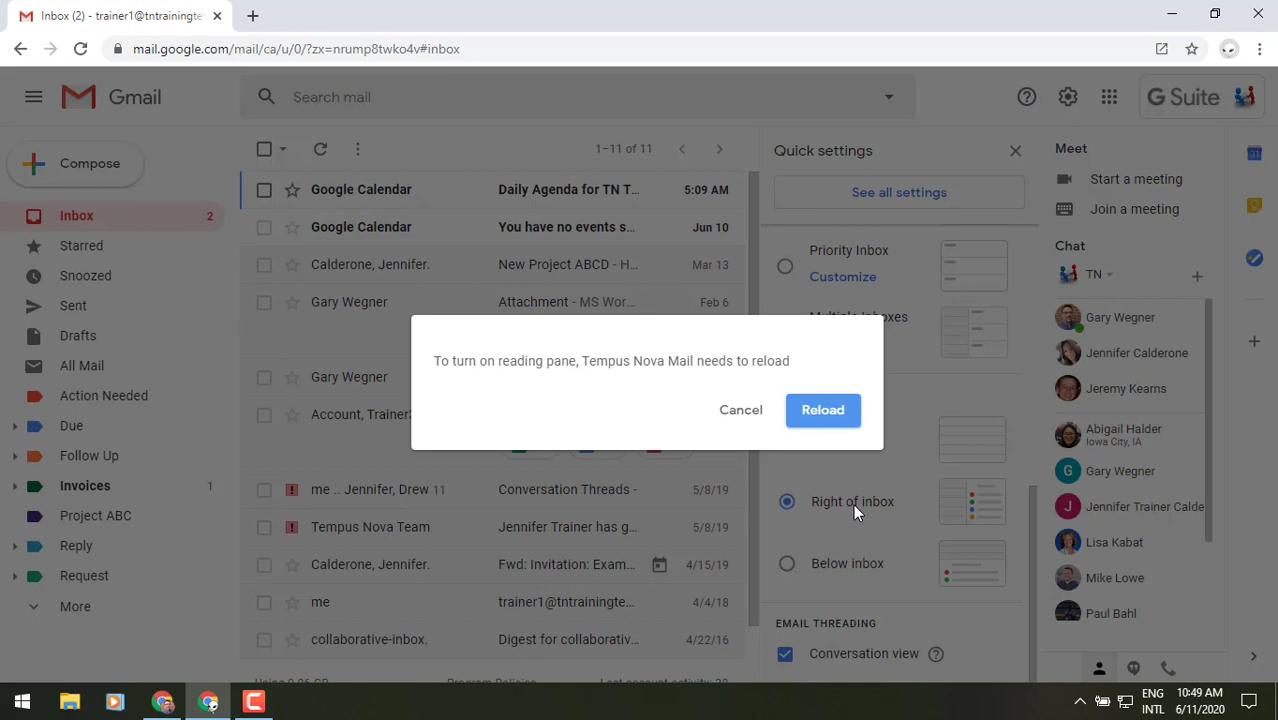 Inbox (2) - trainer1@tntrainingte
mail.google.com/mail/ca/u/0/?zx=nrump8twko4v#inbox
Gmail
Search mail
G Suite
Compose
Inbox 2
Starred
Snoozed
Sent
Drafts
All Mail
Action Needed
Due
Follow Up
Invoices 1
Project ABC
Reply
Request
More
1–11 of 11
Google Calendar Daily Agenda for TN T... 5:09 AM
Google Calendar You have no events s... Jun 10
Calderone, Jennifer. New Project ABCD - H... Mar 13
Gary Wegner Attachment - MS Wor... Feb 6
Gary Wegner
Account, Trainer3
me .. Jennifer, Drew 11 Conversation Threads - 5/8/19
Tempus Nova Team Jennifer Trainer has g... 5/8/19
Calderone, Jennifer. Fwd: Invitation: Exam... 4/15/19
me trainer1@tntrainingte... 4/4/18
collaborative-inbox. Digest for collaborativ... 4/22/16
To turn on reading pane, Tempus Nova Mail needs to reload
Cancel Reload
Quick settings
See all settings
Priority Inbox
Customize
Multiple Inboxes
Right of inbox
Below inbox
EMAIL THREADING
Conversation view
Meet
Start a meeting
Join a meeting
Chat
TN
Gary Wegner
Jennifer Calderone
Jeremy Kearns
Abigail Halder
Iowa City, IA
Gary Wegner
Jennifer Trainer Calde
Lisa Kabat
Mike Lowe
Paul Bahl
31
ENG
INTL
10:49 AM
6/11/2020